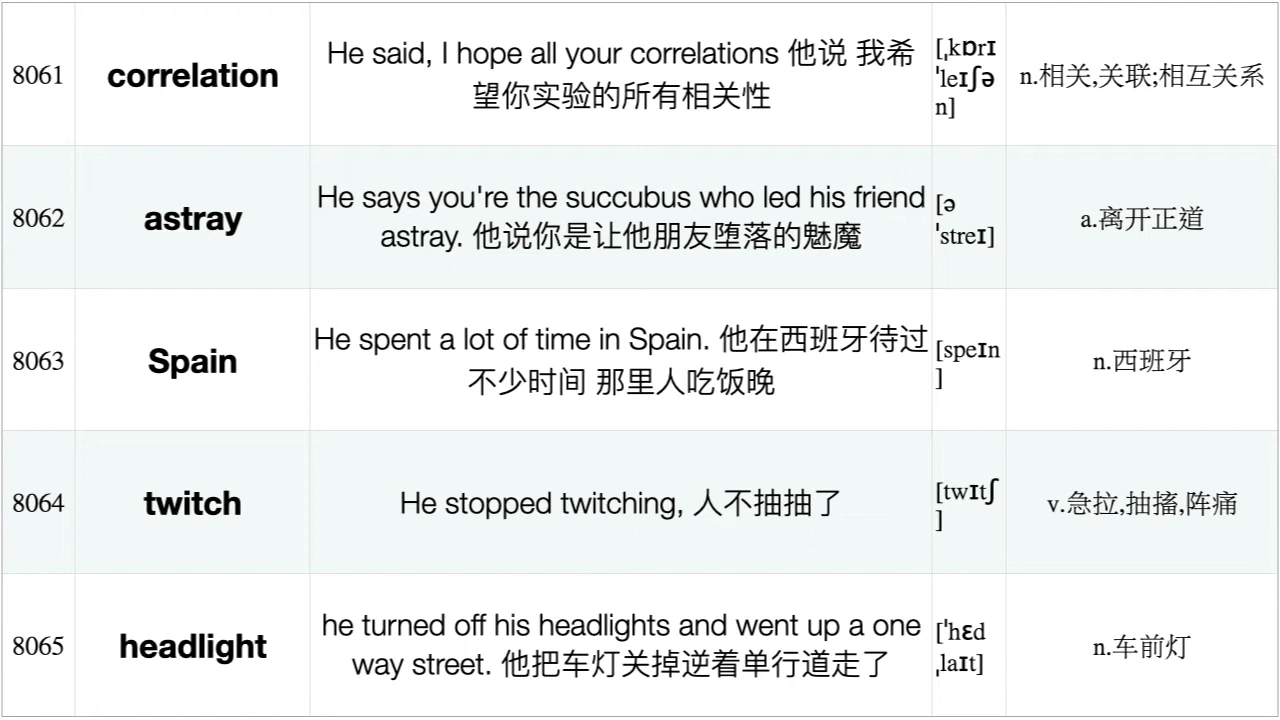 8061
correlation
He said, I hope all your correlations 他说 我希
望你实验的所有相关性
[ˌkɒrɪ
ˈleɪʃə
n]
n.相关,关联;相互关系
8062
astray
He says you're the succubus who led his friend
astray. 他说你是让他朋友堕落的魅魔
[ə
ˈstreɪ]
a.离开正道
8063
Spain
He spent a lot of time in Spain. 他在西班牙待过
不少时间 那里人吃饭晚
[speɪn
]
n.西班牙
8064
twitch
He stopped twitching, 人不抽抽了
[twɪtʃ
]
v.急拉,抽搐,阵痛
8065
headlight
he turned off his headlights and went up a one
way street. 他把车灯关掉逆着单行道走了
[ˈhɛd
ˌlaɪt]
n.车前灯